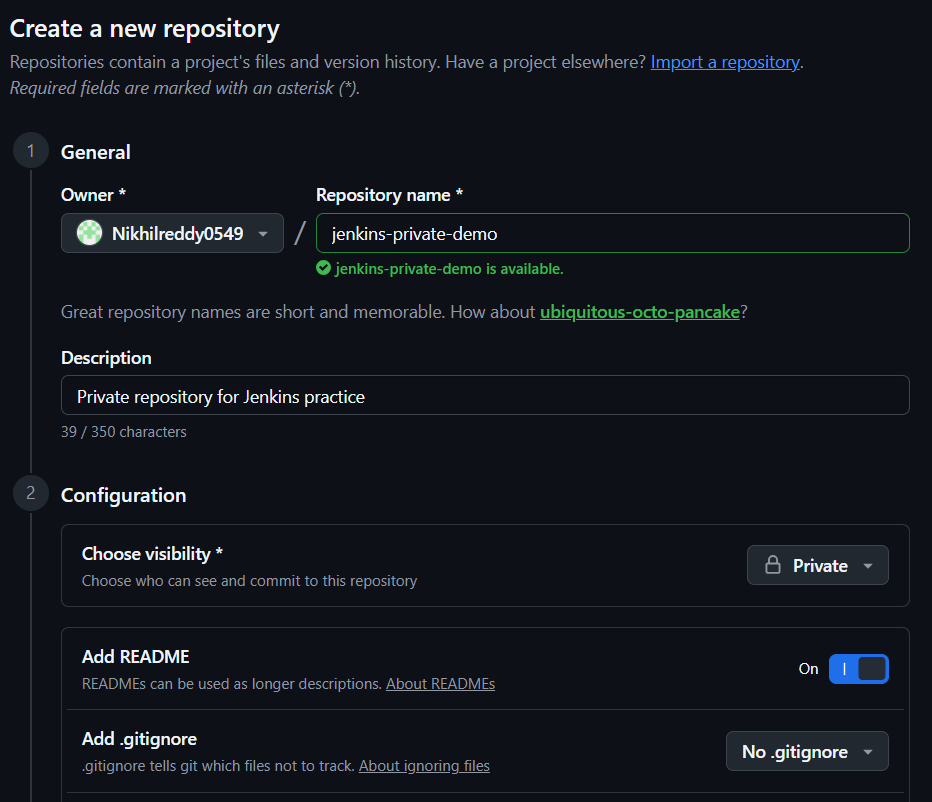 Create a new repository
Repositories contain a project's files and version history. Have a project elsewhere? Import a repository.
Required fields are marked with an asterisk (*).
1
General
Owner *
Repository name *
Nikhilreddy0549
/
jenkins-private-demo
jenkins-private-demo is available.
Great repository names are short and memorable. How about ubiquitous-octo-pancake?
Description
Private repository for Jenkins practice
39 / 350 characters
2
Configuration
Choose visibility *
Choose who can see and commit to this repository
Private
Add README
READMEs can be used as longer descriptions. About READMEs
On
Add .gitignore
.gitignore tells git which files not to track. About ignoring files
No .gitignore